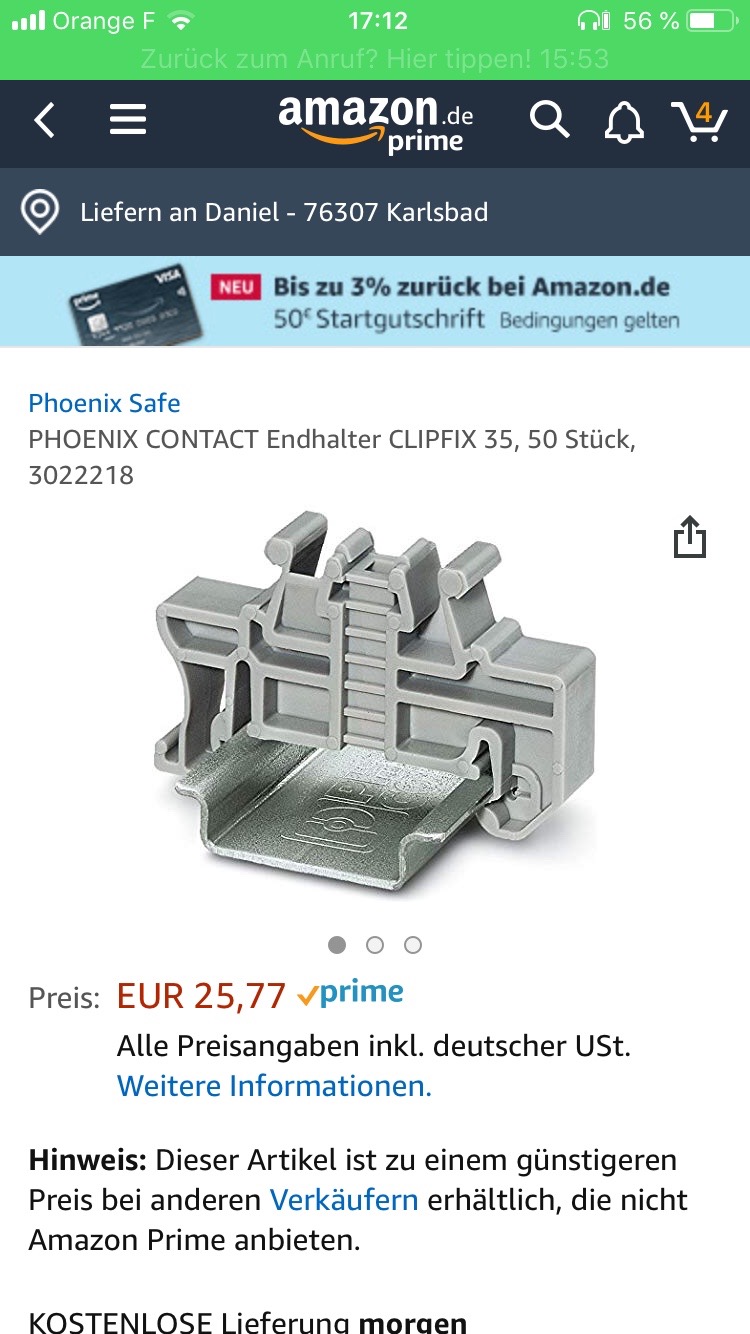 Orange F 17:12 56 %
Zurück zum Anruf? Hier tippen! 15:53
amazon.de
prime
4
Liefern an Daniel - 76307 Karlsbad
prime VISA
NEU Bis zu 3% zurück bei Amazon.de
50€ Startgutschrift Bedingungen gelten
Phoenix Safe
PHOENIX CONTACT Endhalter CLIPFIX 35, 50 Stück,
3022218
Preis: EUR 25,77 prime
Alle Preisangaben inkl. deutscher USt.
Weitere Informationen.
Hinweis: Dieser Artikel ist zu einem günstigeren
Preis bei anderen Verkäufern erhältlich, die nicht
Amazon Prime anbieten.
KOSTENLOSE Lieferung morgen